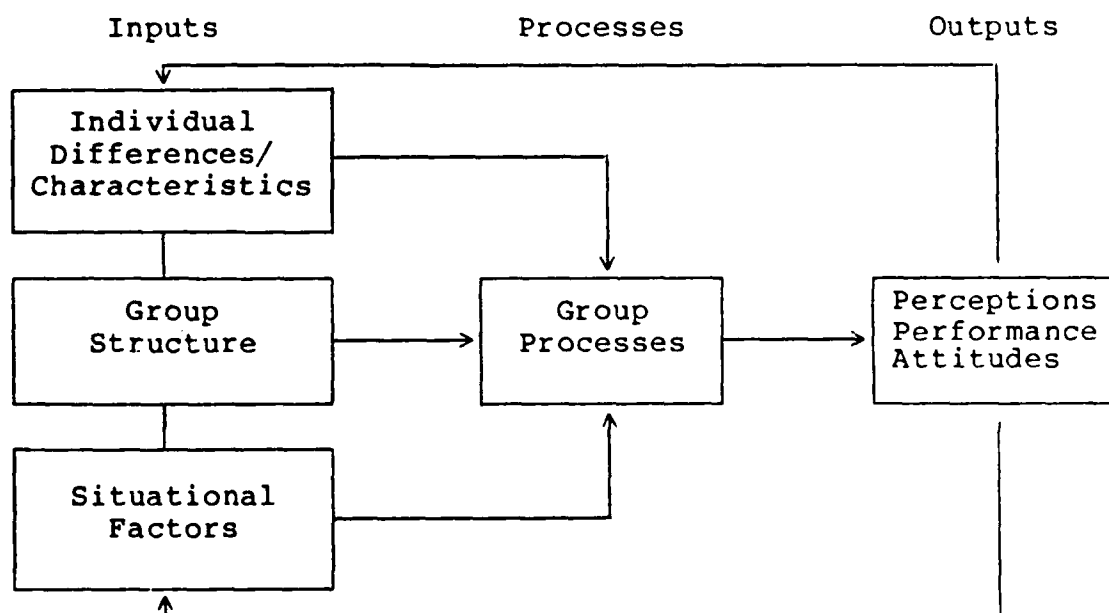 Inputs
Processes
Outputs
Individual
Differences/
Characteristics
Group
Structure
Situational
Factors
Group
Processes
Perceptions
Performance
Attitudes